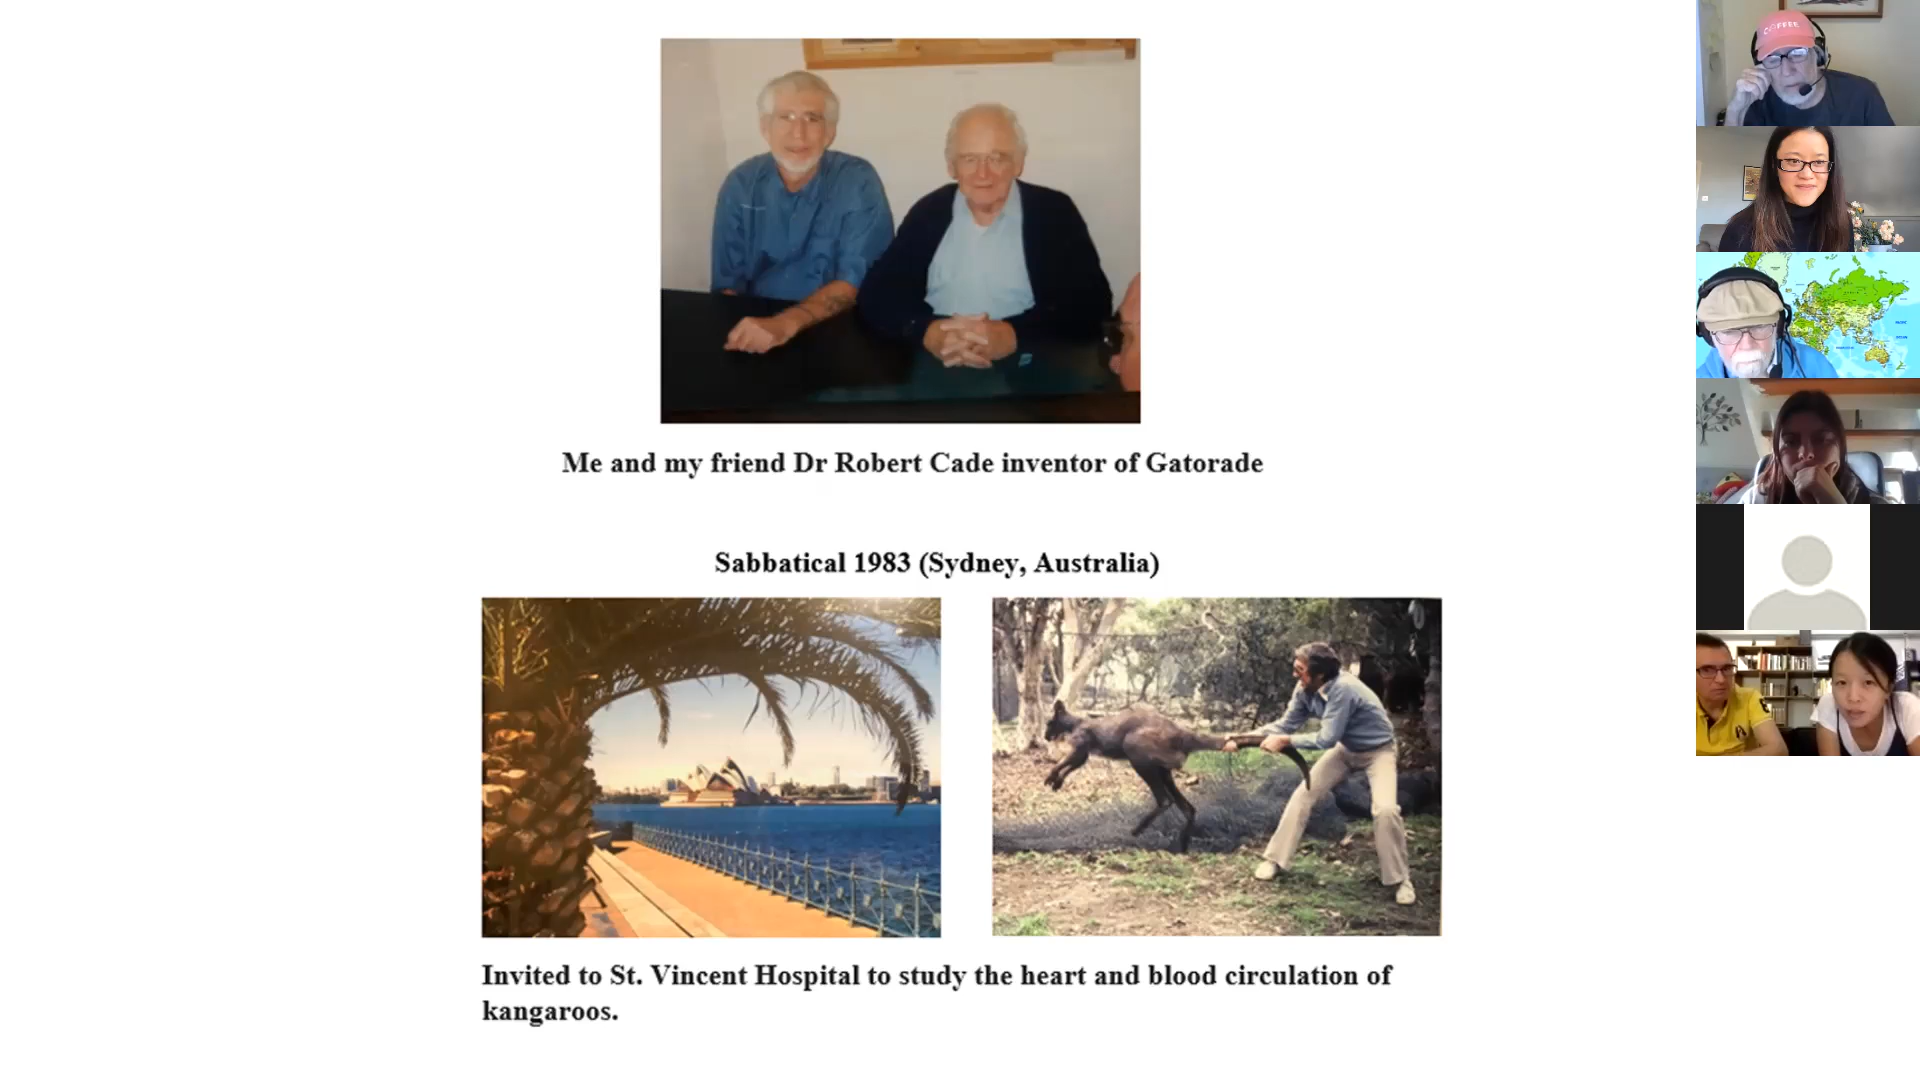 Me and my friend Dr Robert Cade inventor of Gatorade
Sabbatical 1983 (Sydney, Australia)
Invited to St. Vincent Hospital to study the heart and blood circulation of
kangaroos.
COFFEE